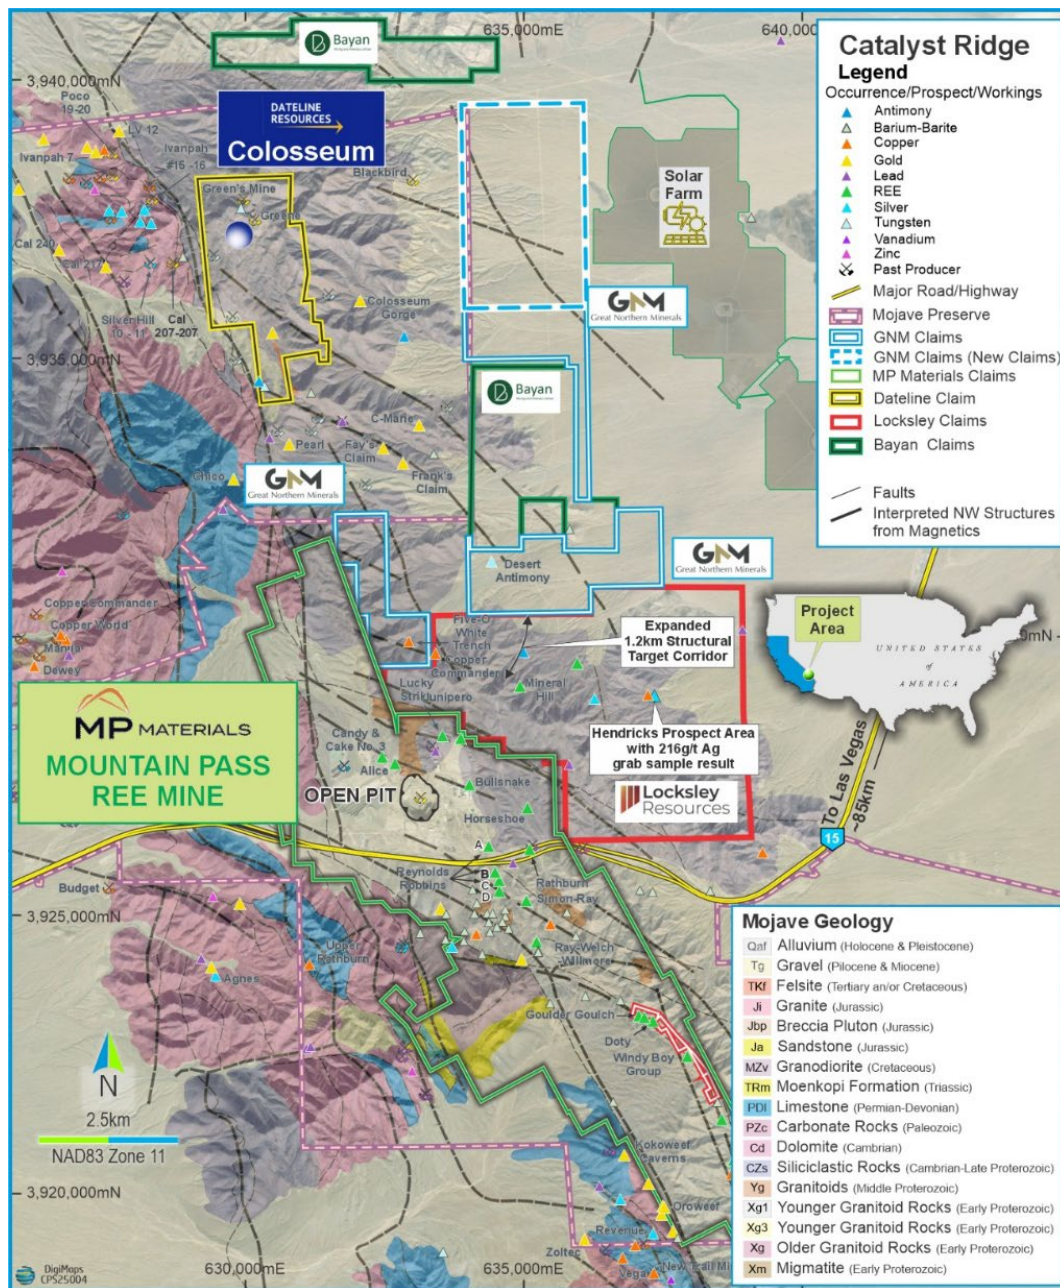 635,000mE
640,000mE
Bayan
3,940,000mN
Poco
19-20
LV 12
Ivanpah 7
Ivanpah
#15 -16
DATELINE
RESOURCES
Colosseum
Blackbird
Green's Mine
Greene
Solar
Farm
Cal 240
Cal 217
Silver Hill
10 - 11
Cal
207-207
Colosseum
Gorge
GNM
Great Northern Minerals
3,935,000mN
Bayan
C-Marie
Pearl
Fay's
Claim
Frank's
Claim
Chico
GNM
Great Northern Minerals
GNM
Great Northern Minerals
Desert
Antimony
Copper Commander
Copper World
Dewey
Five-O
White
Trench
Copper
Commander
Lucky
Strike
Junipero
Mineral
Hill
Expanded
1.2km Structural
Target Corridor
Hendricks Prospect Area
with 216g/t Ag
grab sample result
MP MATERIALS
MOUNTAIN PASS
REE MINE
Candy &
Cake No. 3
Alice
OPEN PIT
Bullsnake
Horseshoe
Locksley
Resources
To Las Vegas
~85km
15
A
B
C
D
Reynolds
Robbins
Rathburn
Simon-Ray
Budget
3,925,000mN
Upper
Rathburn
Agnes
Ray-Welch
-Willmore
Goulder Goulch
Doty
Windy Boy
Group
N
2.5km
NAD83 Zone 11
Kokoweef
Caverns
3,920,000mN
Oroweef
Revenue
Zoltec
Vega
DigiMaps
CPS25004
630,000mE
635,000mE
Catalyst Ridge
Legend
Occurrence/Prospect/Workings
Antimony
Barium-Barite
Copper
Gold
Lead
REE
Silver
Tungsten
Vanadium
Zinc
Past Producer
Major Road/Highway
Mojave Preserve
GNM Claims
GNM Claims (New Claims)
MP Materials Claims
Dateline Claim
Locksley Claims
Bayan Claims
Faults
Interpreted NW Structures
from Magnetics
Project
Area
UNITED STATES
of
AMERICA
Mojave Geology
Qaf Alluvium (Holocene & Pleistocene)
Tg Gravel (Pilocene & Miocene)
TKf Felsite (Tertiary an/or Cretaceous)
Ji Granite (Jurassic)
Jbp Breccia Pluton (Jurassic)
Ja Sandstone (Jurassic)
MZv Granodiorite (Cretaceous)
TRm Moenkopi Formation (Triassic)
PDl Limestone (Permian-Devonian)
PZc Carbonate Rocks (Paleozoic)
Cd Dolomite (Cambrian)
CZs Siliciclastic Rocks (Cambrian-Late Proterozoic)
Yg Granitoids (Middle Proterozoic)
Xg1 Younger Granitoid Rocks (Early Proterozoic)
Xg3 Younger Granitoid Rocks (Early Proterozoic)
Xg Older Granitoid Rocks (Early Proterozoic)
Xm Migmatite (Early Proterozoic)